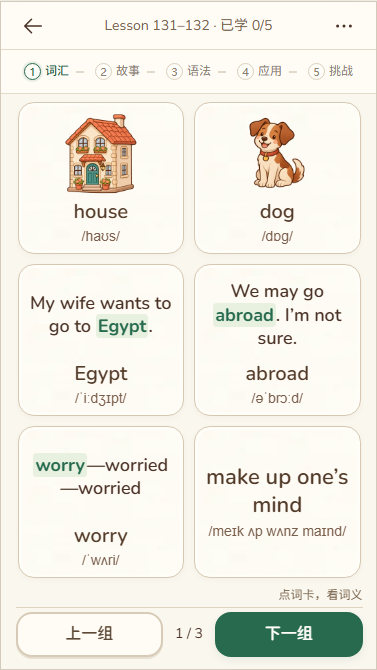 Lesson 131–132 · 已学 0/5
1 词汇 – 2 故事 – 3 语法 – 4 应用 – 5 挑战
house
/haʊs/
dog
/dɒg/
My wife wants to
go to Egypt.
Egypt
/ˈiːdʒɪpt/
We may go
abroad. I’m not
sure.
abroad
/əˈbrɔːd/
worry—worried
—worried
worry
/ˈwʌri/
make up one’s
mind
/meɪk ʌp wʌnz maɪnd/
点词卡，看词义
上一组
1 / 3
下一组